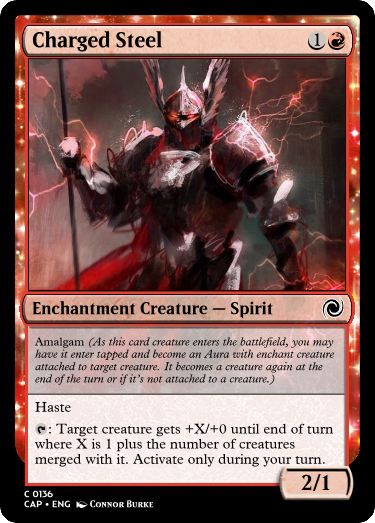 Charged Steel 1
Enchantment Creature — Spirit
Amalgam (As this card creature enters the battlefield, you may
have it enter tapped and become an Aura with enchant creature
attached to target creature. It becomes a creature again at the
end of the turn or if it's not attached to a creature.)
Haste
: Target creature gets +X/+0 until end of turn
where X is 1 plus the number of creatures
merged with it. Activate only during your turn.
2/1
C 0136
CAP • ENG Connor Burke